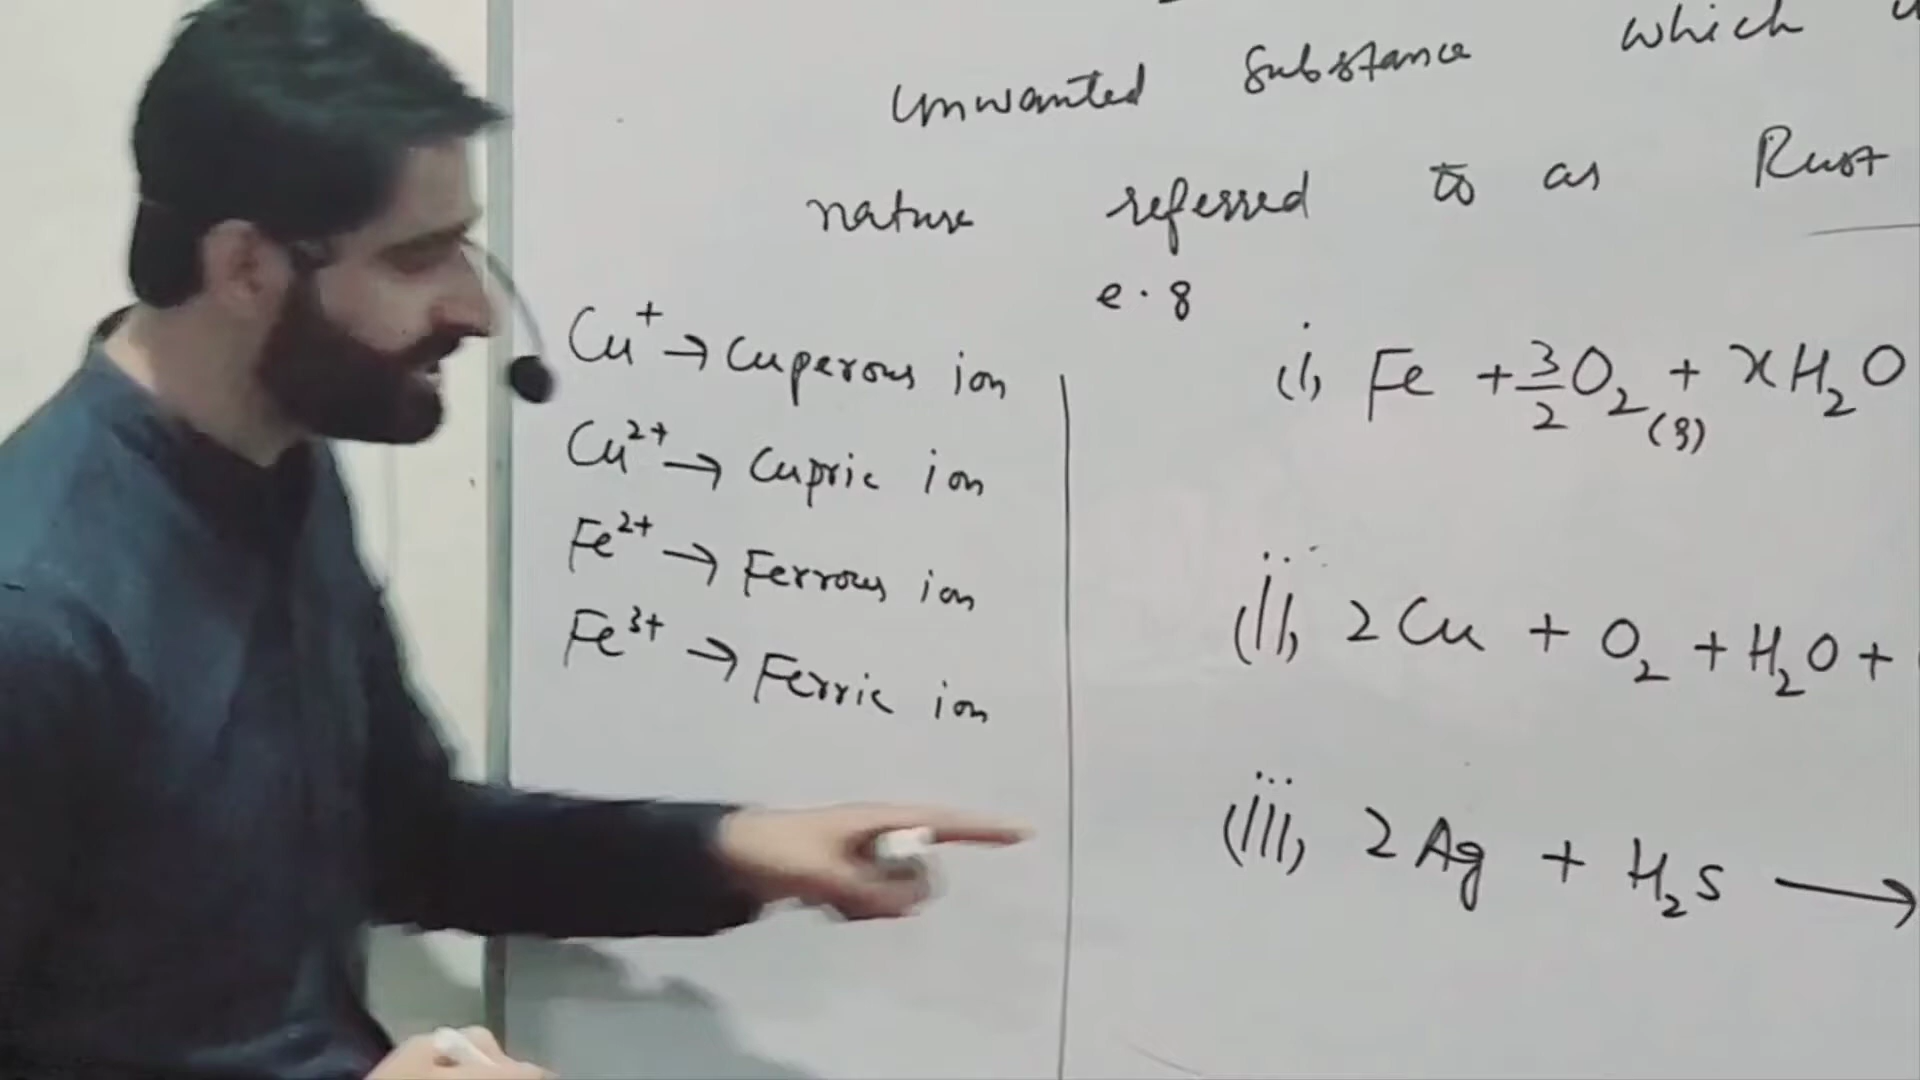 unwanted substance which
nature referred to as Rust
e.g
Cu⁺ → Cuperous ion
Cu²⁺ → Cupric ion
Fe²⁺ → Ferrous ion
Fe³⁺ → Ferric ion
(i) Fe + 3/2 O₂(g) + xH₂O
(ii) 2Cu + O₂ + H₂O +
(iii) 2Ag + H₂S →